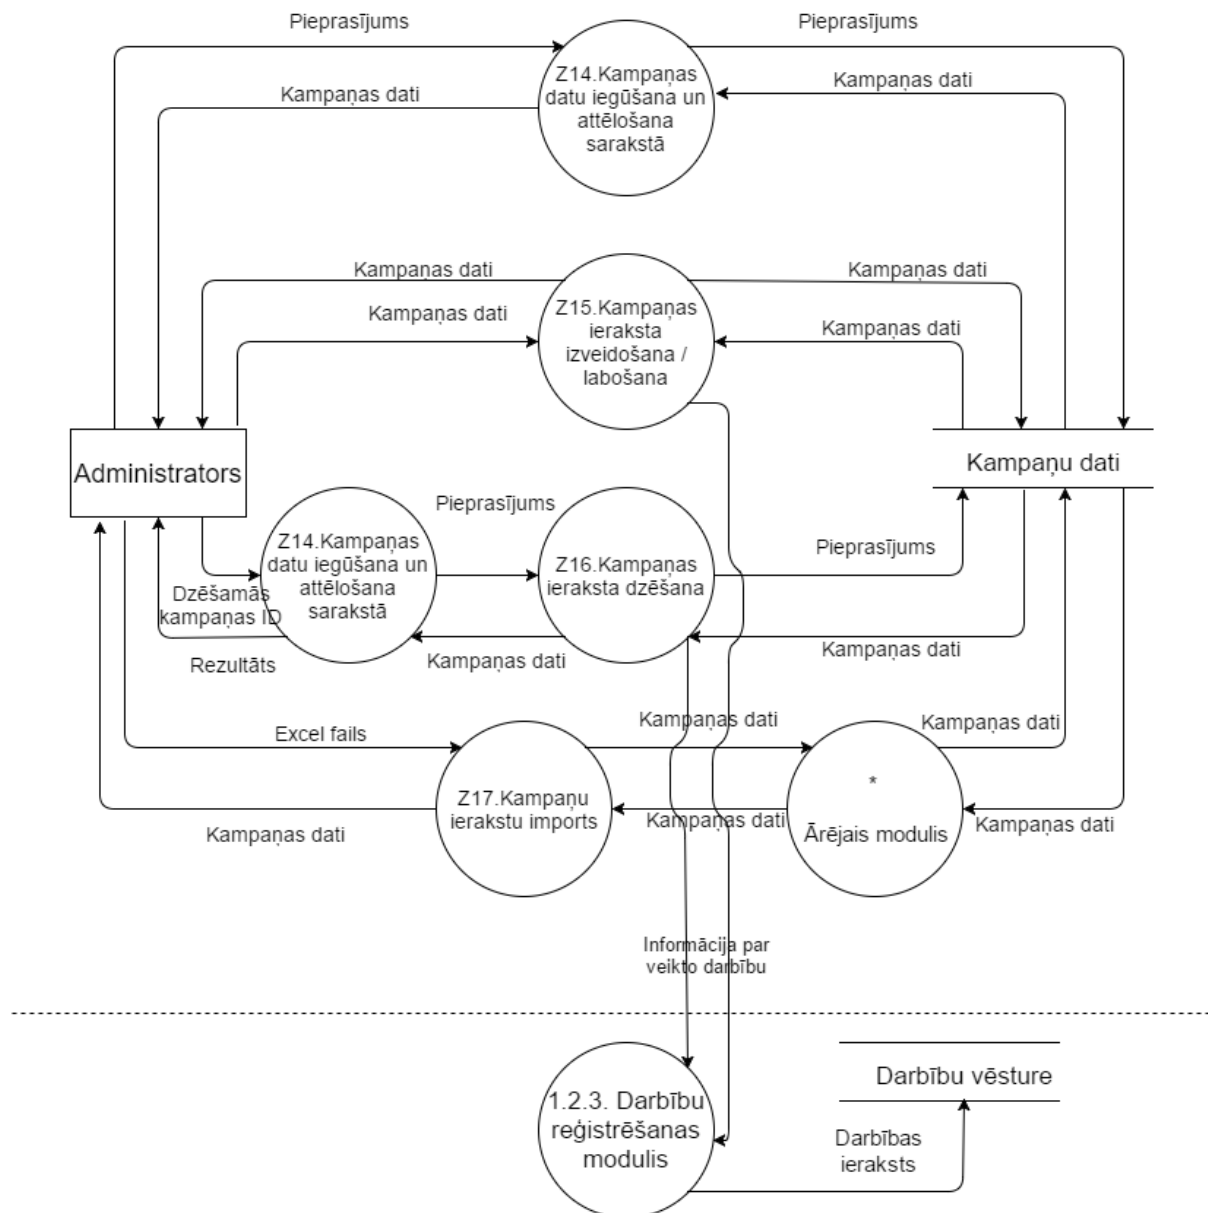 Pieprasījums
Pieprasījums
Kampaņas dati
Z14.Kampaņas
datu iegūšana un
attēlošana
sarakstā
Kampaņas dati
Kampaņas dati
Kampaņas dati
Kampaņas dati
Z15.Kampaņas
ieraksta
izveidošana /
labošana
Kampaņas dati
Administrators
Kampaņu dati
Pieprasījums
Z14.Kampaņas
datu iegūšana un
attēlošana
sarakstā
Z16.Kampaņas
ieraksta dzēšana
Pieprasījums
Dzēšamās
kampaņas ID
Rezultāts
Kampaņas dati
Kampaņas dati
Excel fails
Kampaņas dati
Kampaņas dati
Z17.Kampaņu
ierakstu imports
*
Ārējais modulis
Kampaņas dati
Kampaņas dati
Kampaņas dati
Informācija par
veikto darbību
1.2.3. Darbību
reģistrēšanas
modulis
Darbību vēsture
Darbības
ieraksts